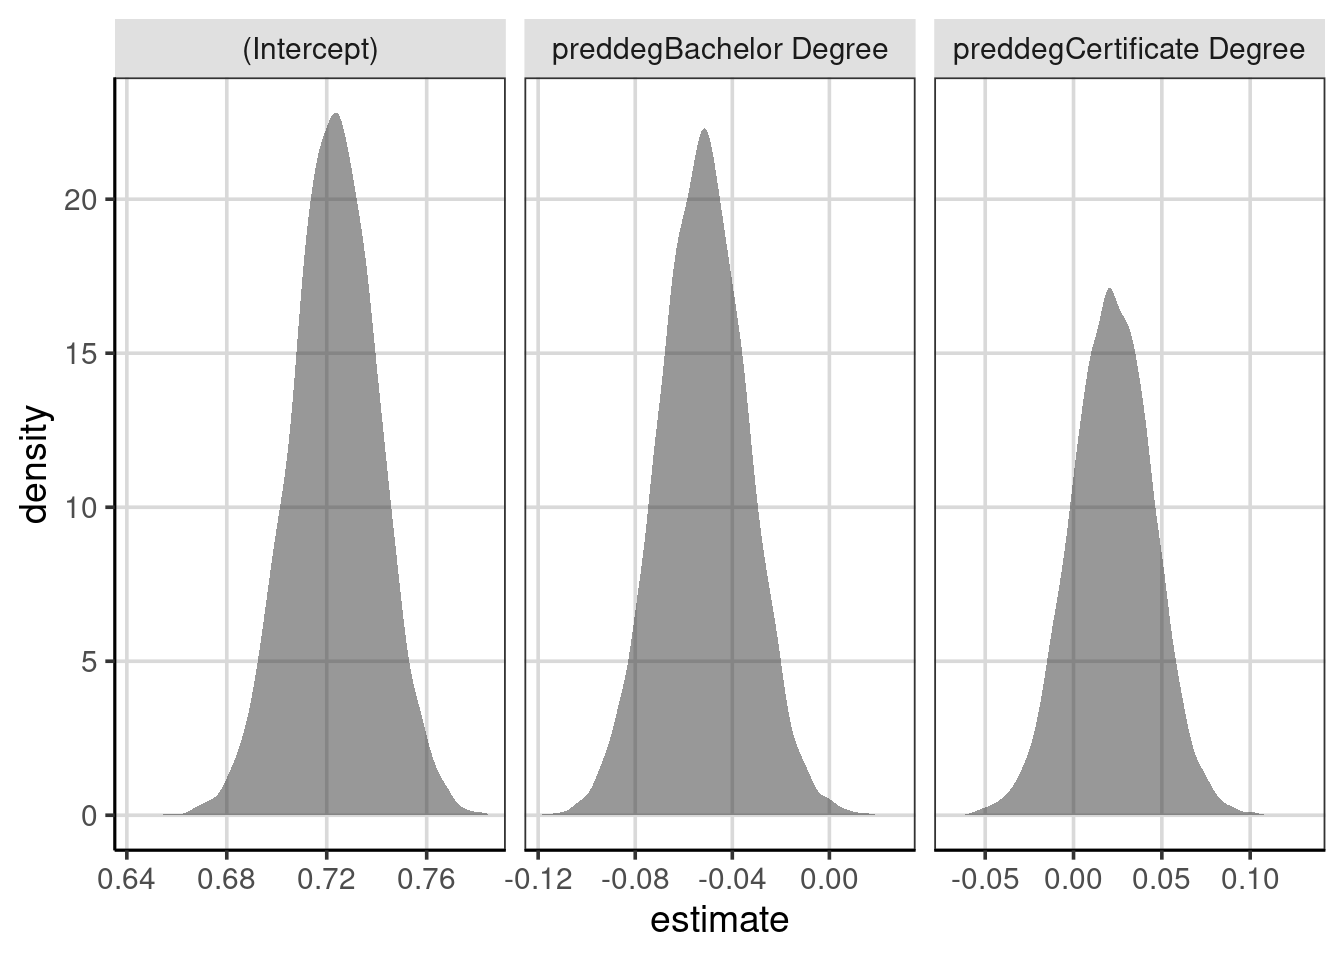 (Intercept)
preddegBachelor Degree
preddegCertificate Degree
density
20
15
10
5
0
0.64 0.68 0.72 0.76
-0.12 -0.08 -0.04 0.00
-0.05 0.00 0.05 0.10
estimate